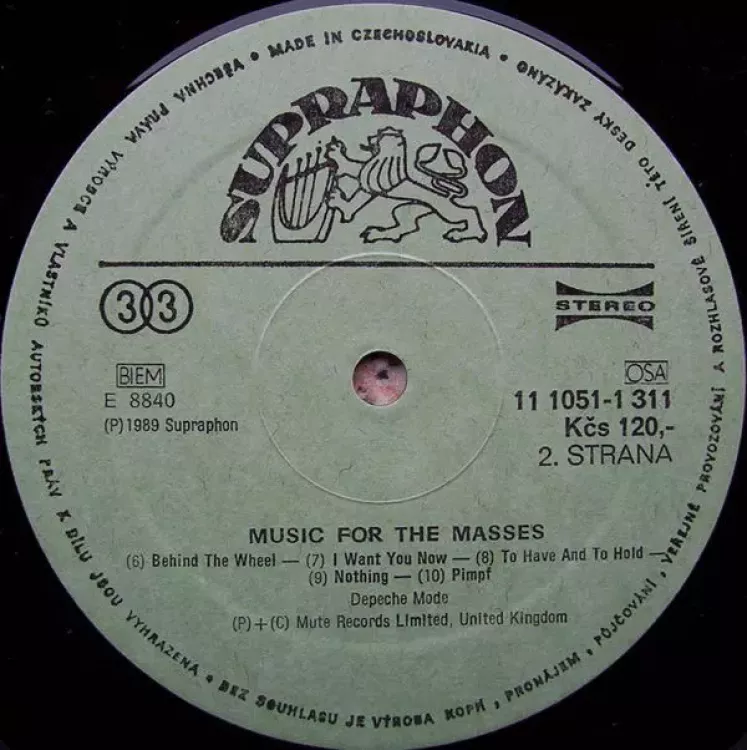 VŠECHNA PRÁVA VÝROBCE A VLASTNÍKŮ AUTORSKÝCH PRÁV K DÍLU JSOU VYHRAZENA • BEZ SOUHLASU JE VÝROBA KOPIÍ, PRONÁJEM, PŮJČOVÁNÍ, VEŘEJNÉ PROVOZOVÁNÍ A ROZHLASOVÉ ŠÍŘENÍ TÉTO DESKY ZAKÁZÁNO •
MADE IN CZECHOSLOVAKIA •
SUPRAPHON
33
STEREO
BIEM
OSA
E 8840
11 1051-1 311
(P)1989 Supraphon
Kčs 120,-
2. STRANA
MUSIC FOR THE MASSES
(6) Behind The Wheel — (7) I Want You Now — (8) To Have And To Hold —
(9) Nothing — (10) Pimpf
Depeche Mode
(P)+(C) Mute Records Limited, United Kingdom